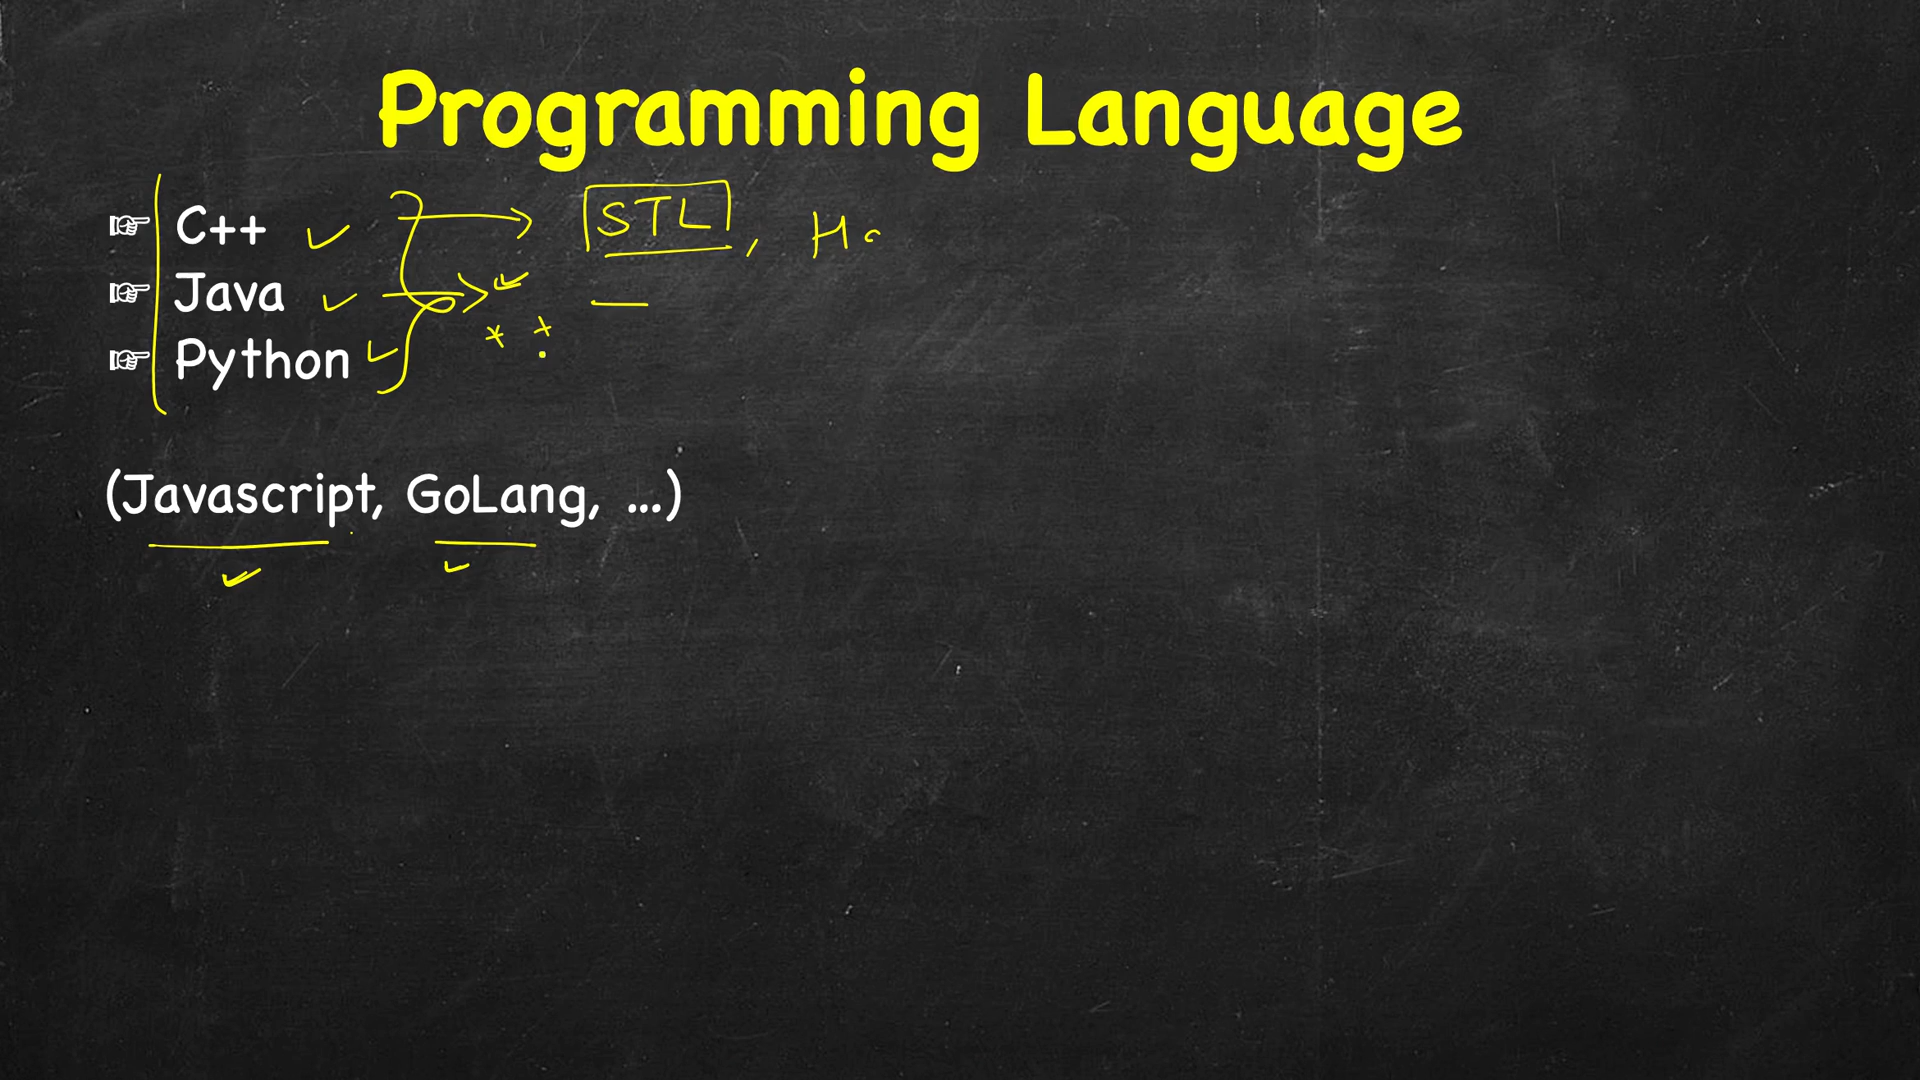 Programming Language
C++ STL,
Java
Python
(Javascript, GoLang, ...)